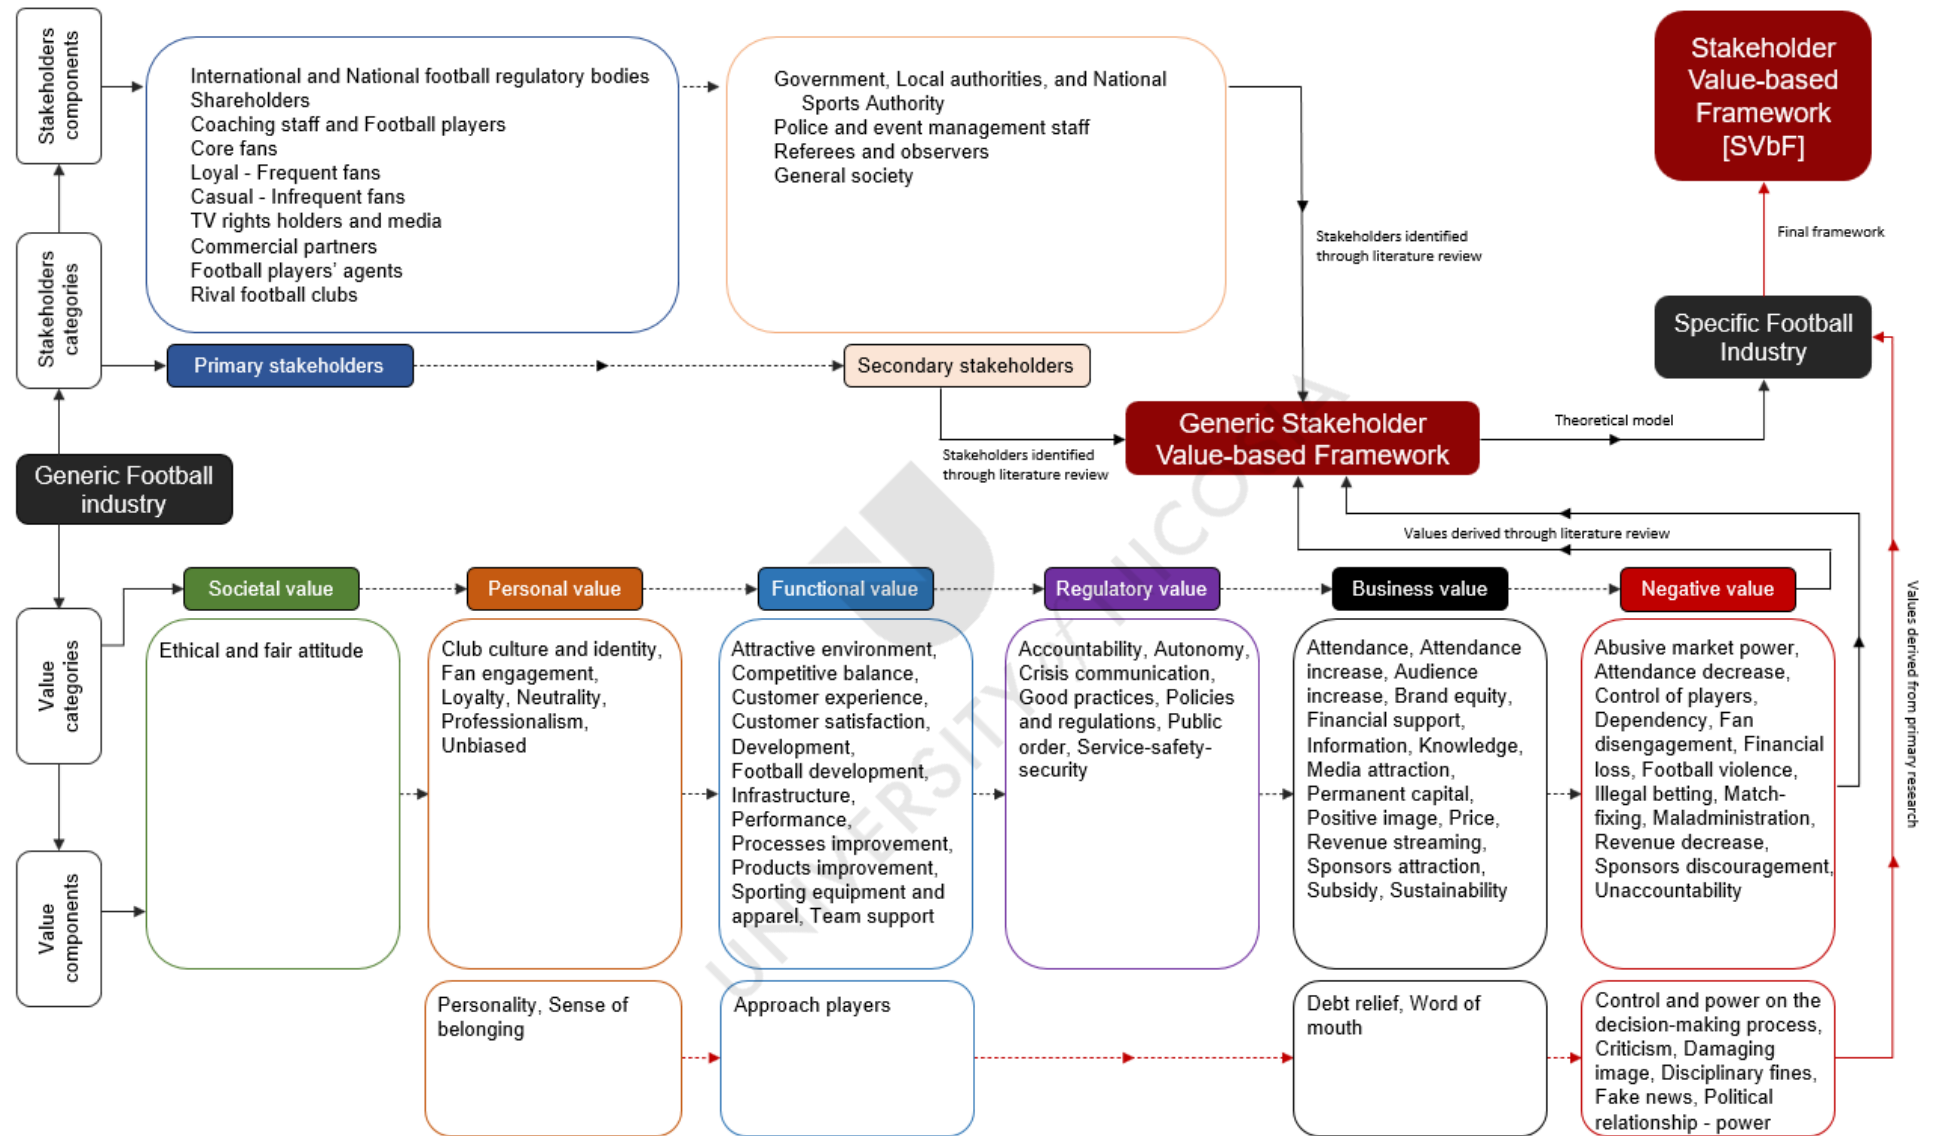 Stakeholders
components
International and National football regulatory bodies
Shareholders
Coaching staff and Football players
Core fans
Loyal - Frequent fans
Casual - Infrequent fans
TV rights holders and media
Commercial partners
Football players’ agents
Rival football clubs
Government, Local authorities, and National
Sports Authority
Police and event management staff
Referees and observers
General society
Stakeholder
Value-based
Framework
[SVbF]
Stakeholders identified
through literature review
Final framework
Stakeholders
categories
Primary stakeholders
Secondary stakeholders
Specific Football
Industry
Generic Stakeholder
Value-based Framework
Theoretical model
Stakeholders identified
through literature review
Generic Football
industry
Values derived through literature review
Value
categories
Societal value
Personal value
Functional value
Regulatory value
Business value
Negative value
Ethical and fair attitude
Club culture and identity,
Fan engagement,
Loyalty, Neutrality,
Professionalism,
Unbiased
Attractive environment,
Competitive balance,
Customer experience,
Customer satisfaction,
Development,
Football development,
Infrastructure,
Performance,
Processes improvement,
Products improvement,
Sporting equipment and
apparel, Team support
Accountability, Autonomy,
Crisis communication,
Good practices, Policies
and regulations, Public
order, Service-safety-
security
Attendance, Attendance
increase, Audience
increase, Brand equity,
Financial support,
Information, Knowledge,
Media attraction,
Permanent capital,
Positive image, Price,
Revenue streaming,
Sponsors attraction,
Subsidy, Sustainability
Abusive market power,
Attendance decrease,
Control of players,
Dependency, Fan
disengagement, Financial
loss, Football violence,
Illegal betting, Match-
fixing, Maladministration,
Revenue decrease,
Sponsors discouragement,
Unaccountability
Values derived from primary research
Value
components
Personality, Sense of
belonging
Approach players
Debt relief, Word of
mouth
Control and power on the
decision-making process,
Criticism, Damaging
image, Disciplinary fines,
Fake news, Political
relationship - power
UNIVERSITY of NICOSIA